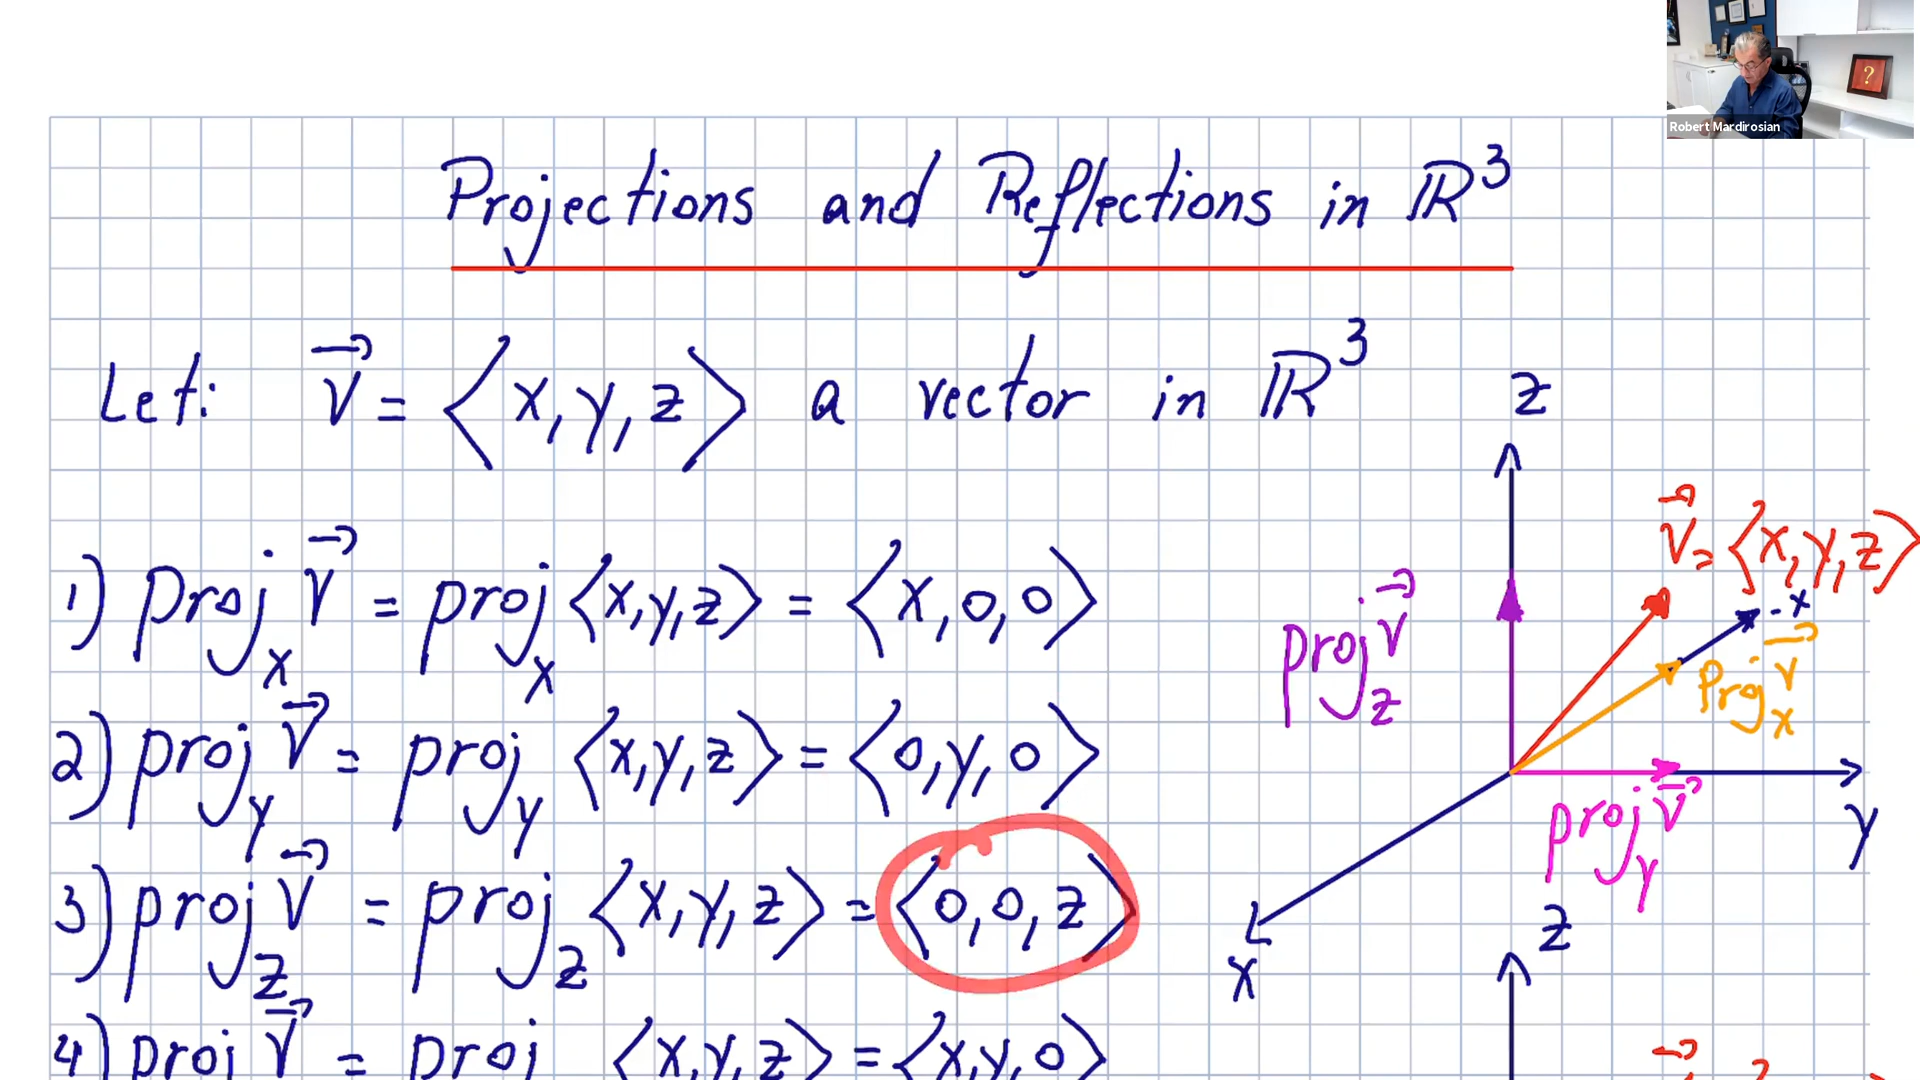 Robert Mardirosian
?
Projections and Reflections in ℝ³
Let: v⃗ = ⟨x, y, z⟩ a vector in ℝ³
1) proj_x v⃗ = proj_x ⟨x, y, z⟩ = ⟨x, 0, 0⟩
2) proj_y v⃗ = proj_y ⟨x, y, z⟩ = ⟨0, y, 0⟩
3) proj_z v⃗ = proj_z ⟨x, y, z⟩ = ⟨0, 0, z⟩
4) proj v⃗ = proj ⟨x, y, z⟩ = ⟨x, y, 0⟩
z
v⃗ = ⟨x, y, z⟩
-x
proj_z v⃗
proj_x v⃗
proj_y v⃗
y
x
z